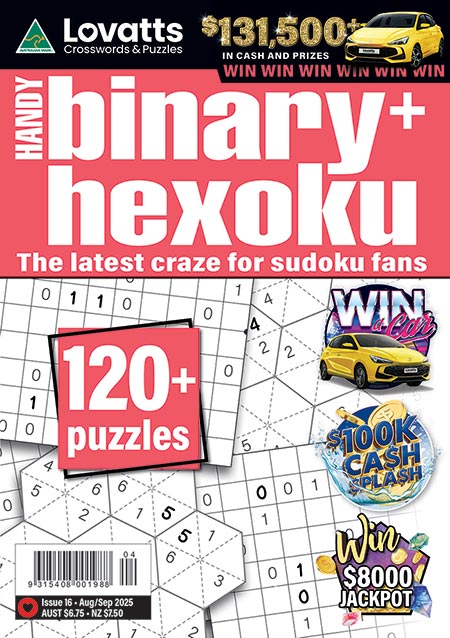 AUSTRALIAN MADE
Lovatts
Crosswords & Puzzles
$131,500+
IN CASH AND PRIZES
WIN WIN WIN WIN WIN WIN
HANDY
binary+
hexoku
The latest craze for sudoku fans
120+
puzzles
WIN
a Car
$100K
CASH
SPLASH
Win
$8000
JACKPOT
04
9 315408 001988
Issue 16 • Aug/Sep 2025
AUST $6.75 • NZ $7.50